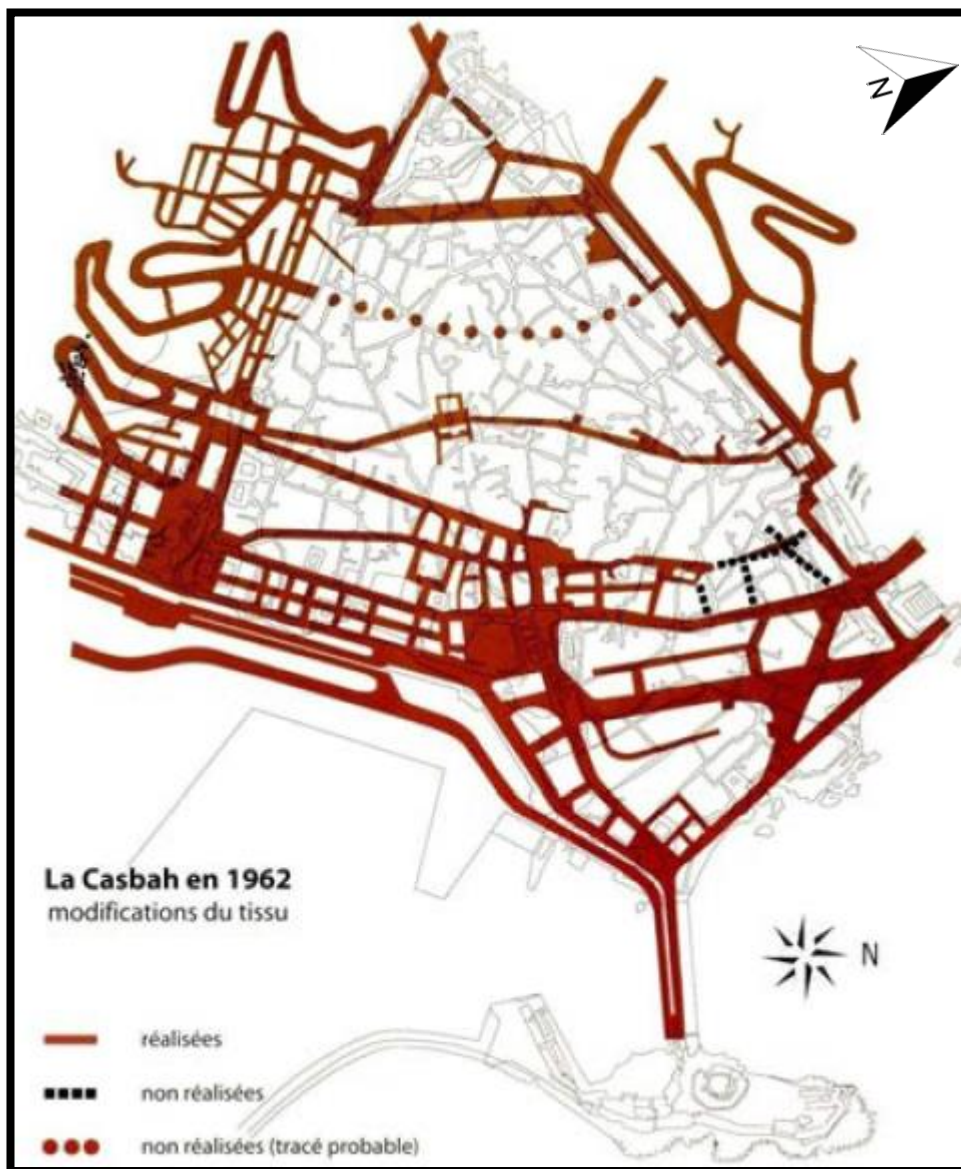 N
La Casbah en 1962
modifications du tissu
N
réalisées
non réalisées
non réalisées (tracé probable)